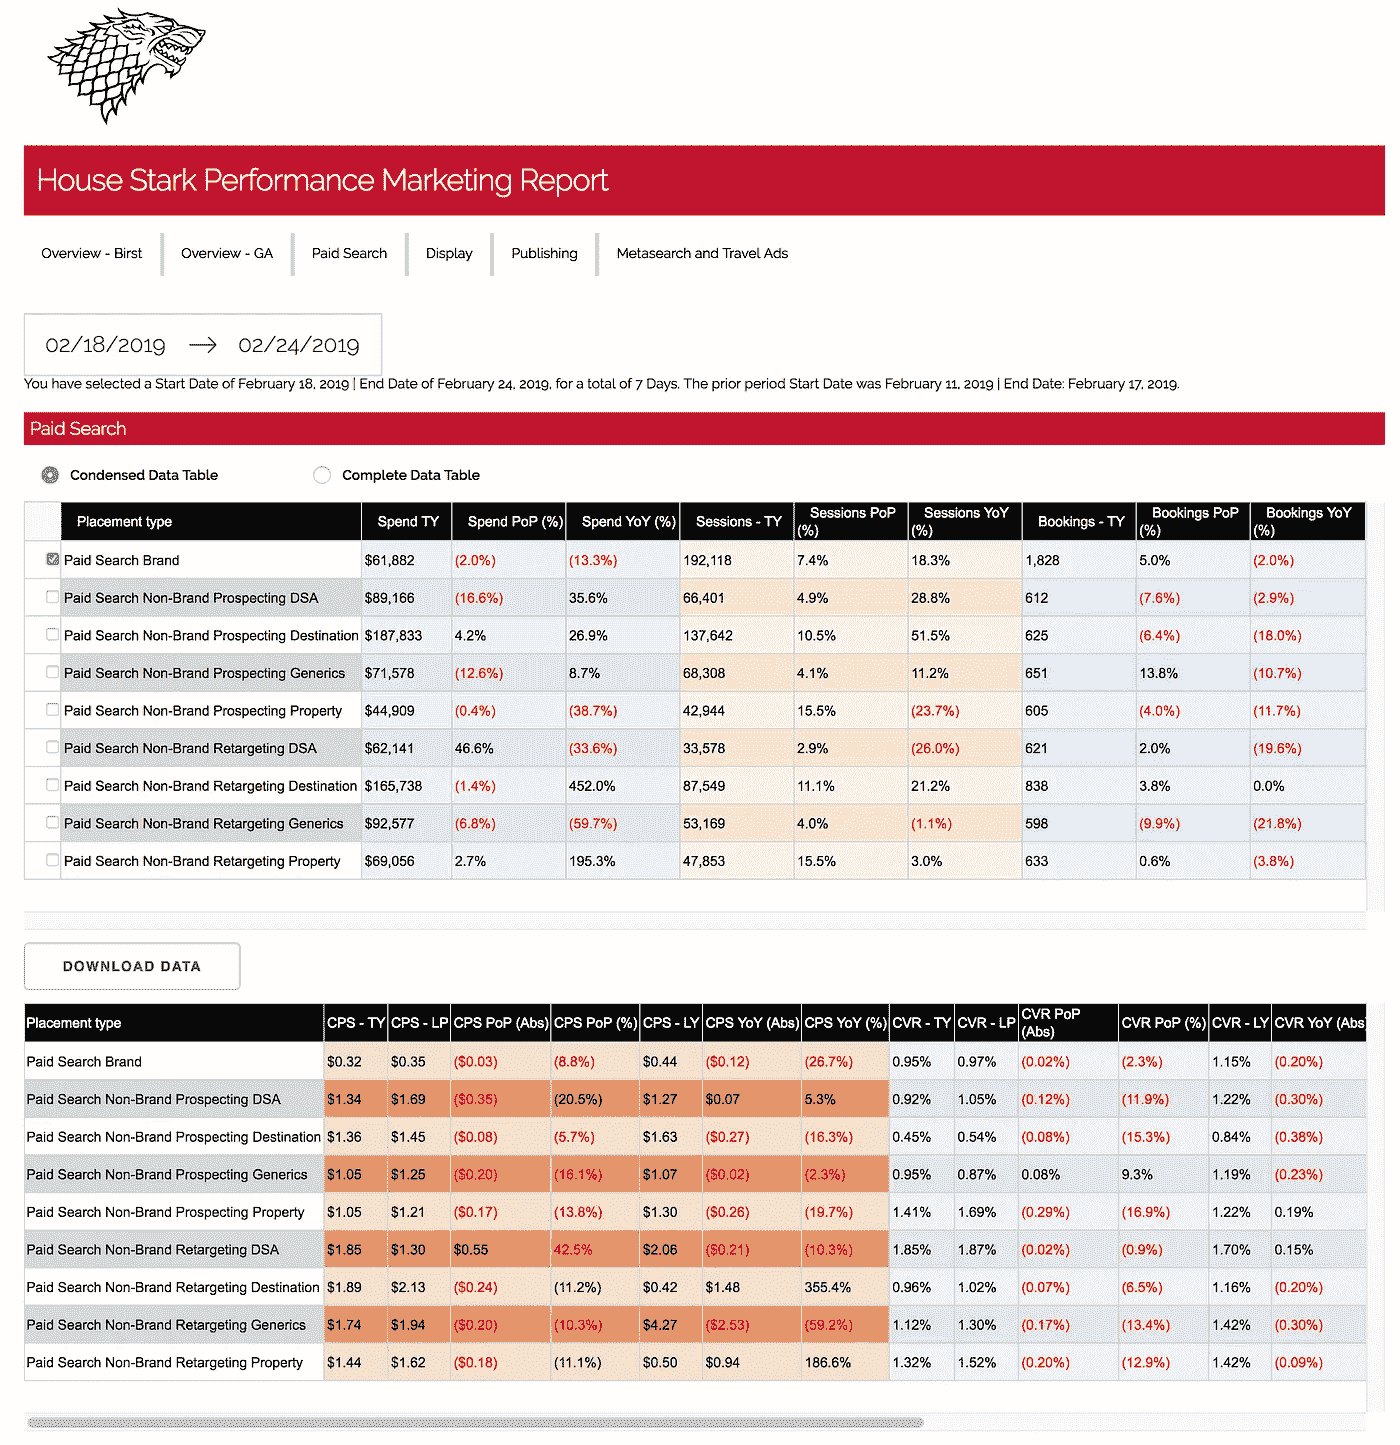 House Stark Performance Marketing Report
Overview - Birst Overview - GA Paid Search Display Publishing Metasearch and Travel Ads
02/18/2019 → 02/24/2019
You have selected a Start Date of February 18, 2019 | End Date of February 24, 2019, for a total of 7 Days. The prior period Start Date was February 11, 2019 | End Date: February 17, 2019.
Paid Search
Condensed Data Table Complete Data Table
Placement type Spend TY Spend PoP (%) Spend YoY (%) Sessions - TY Sessions PoP (%) Sessions YoY (%) Bookings - TY Bookings PoP (%) Bookings YoY (%)
Paid Search Brand $61,882 (2.0%) (13.3%) 192,118 7.4% 18.3% 1,828 5.0% (2.0%)
Paid Search Non-Brand Prospecting DSA $89,166 (16.6%) 35.6% 66,401 4.9% 28.8% 612 (7.6%) (2.9%)
Paid Search Non-Brand Prospecting Destination $187,833 4.2% 26.9% 137,642 10.5% 51.5% 625 (6.4%) (18.0%)
Paid Search Non-Brand Prospecting Generics $71,578 (12.6%) 8.7% 68,308 4.1% 11.2% 651 13.8% (10.7%)
Paid Search Non-Brand Prospecting Property $44,909 (0.4%) (38.7%) 42,944 15.5% (23.7%) 605 (4.0%) (11.7%)
Paid Search Non-Brand Retargeting DSA $62,141 46.6% (33.6%) 33,578 2.9% (26.0%) 621 2.0% (19.6%)
Paid Search Non-Brand Retargeting Destination $165,738 (1.4%) 452.0% 87,549 11.1% 21.2% 838 3.8% 0.0%
Paid Search Non-Brand Retargeting Generics $92,577 (6.8%) (59.7%) 53,169 4.0% (1.1%) 598 (9.9%) (21.8%)
Paid Search Non-Brand Retargeting Property $69,056 2.7% 195.3% 47,853 15.5% 3.0% 633 0.6% (3.8%)
DOWNLOAD DATA
Placement type CPS - TY CPS - LP CPS PoP (Abs) CPS PoP (%) CPS - LY CPS YoY (Abs) CPS YoY (%) CVR - TY CVR - LP CVR PoP (Abs) CVR PoP (%) CVR - LY CVR YoY (Abs
Paid Search Brand $0.32 $0.35 ($0.03) (8.8%) $0.44 ($0.12) (26.7%) 0.95% 0.97% (0.02%) (2.3%) 1.15% (0.20%)
Paid Search Non-Brand Prospecting DSA $1.34 $1.69 ($0.35) (20.5%) $1.27 $0.07 5.3% 0.92% 1.05% (0.12%) (11.9%) 1.22% (0.30%)
Paid Search Non-Brand Prospecting Destination $1.36 $1.45 ($0.08) (5.7%) $1.63 ($0.27) (16.3%) 0.45% 0.54% (0.08%) (15.3%) 0.84% (0.38%)
Paid Search Non-Brand Prospecting Generics $1.05 $1.25 ($0.20) (16.1%) $1.07 ($0.02) (2.3%) 0.95% 0.87% 0.08% 9.3% 1.19% (0.23%)
Paid Search Non-Brand Prospecting Property $1.05 $1.21 ($0.17) (13.8%) $1.30 ($0.26) (19.7%) 1.41% 1.69% (0.29%) (16.9%) 1.22% 0.19%
Paid Search Non-Brand Retargeting DSA $1.85 $1.30 $0.55 42.5% $2.06 ($0.21) (10.3%) 1.85% 1.87% (0.02%) (0.9%) 1.70% 0.15%
Paid Search Non-Brand Retargeting Destination $1.89 $2.13 ($0.24) (11.2%) $0.42 $1.48 355.4% 0.96% 1.02% (0.07%) (6.5%) 1.16% (0.20%)
Paid Search Non-Brand Retargeting Generics $1.74 $1.94 ($0.20) (10.3%) $4.27 ($2.53) (59.2%) 1.12% 1.30% (0.17%) (13.4%) 1.42% (0.30%)
Paid Search Non-Brand Retargeting Property $1.44 $1.62 ($0.18) (11.1%) $0.50 $0.94 186.6% 1.32% 1.52% (0.20%) (12.9%) 1.42% (0.09%)